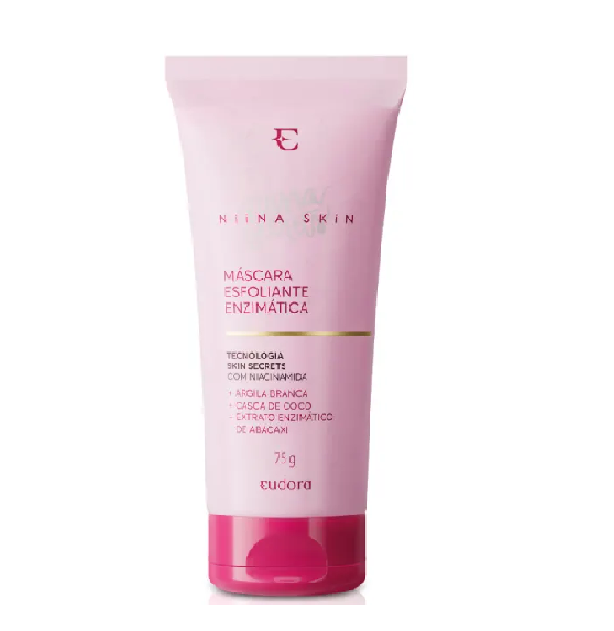 E
NIINA SKIN
MÁSCARA
ESFOLIANTE
ENZIMÁTICA
TECNOLOGIA
SKIN SECRETS
COM NIACINAMIDA
• ARGILA BRANCA
• CASCA DE COCO
• EXTRATO ENZIMÁTICO
DE ABACAXI
75g
eudora